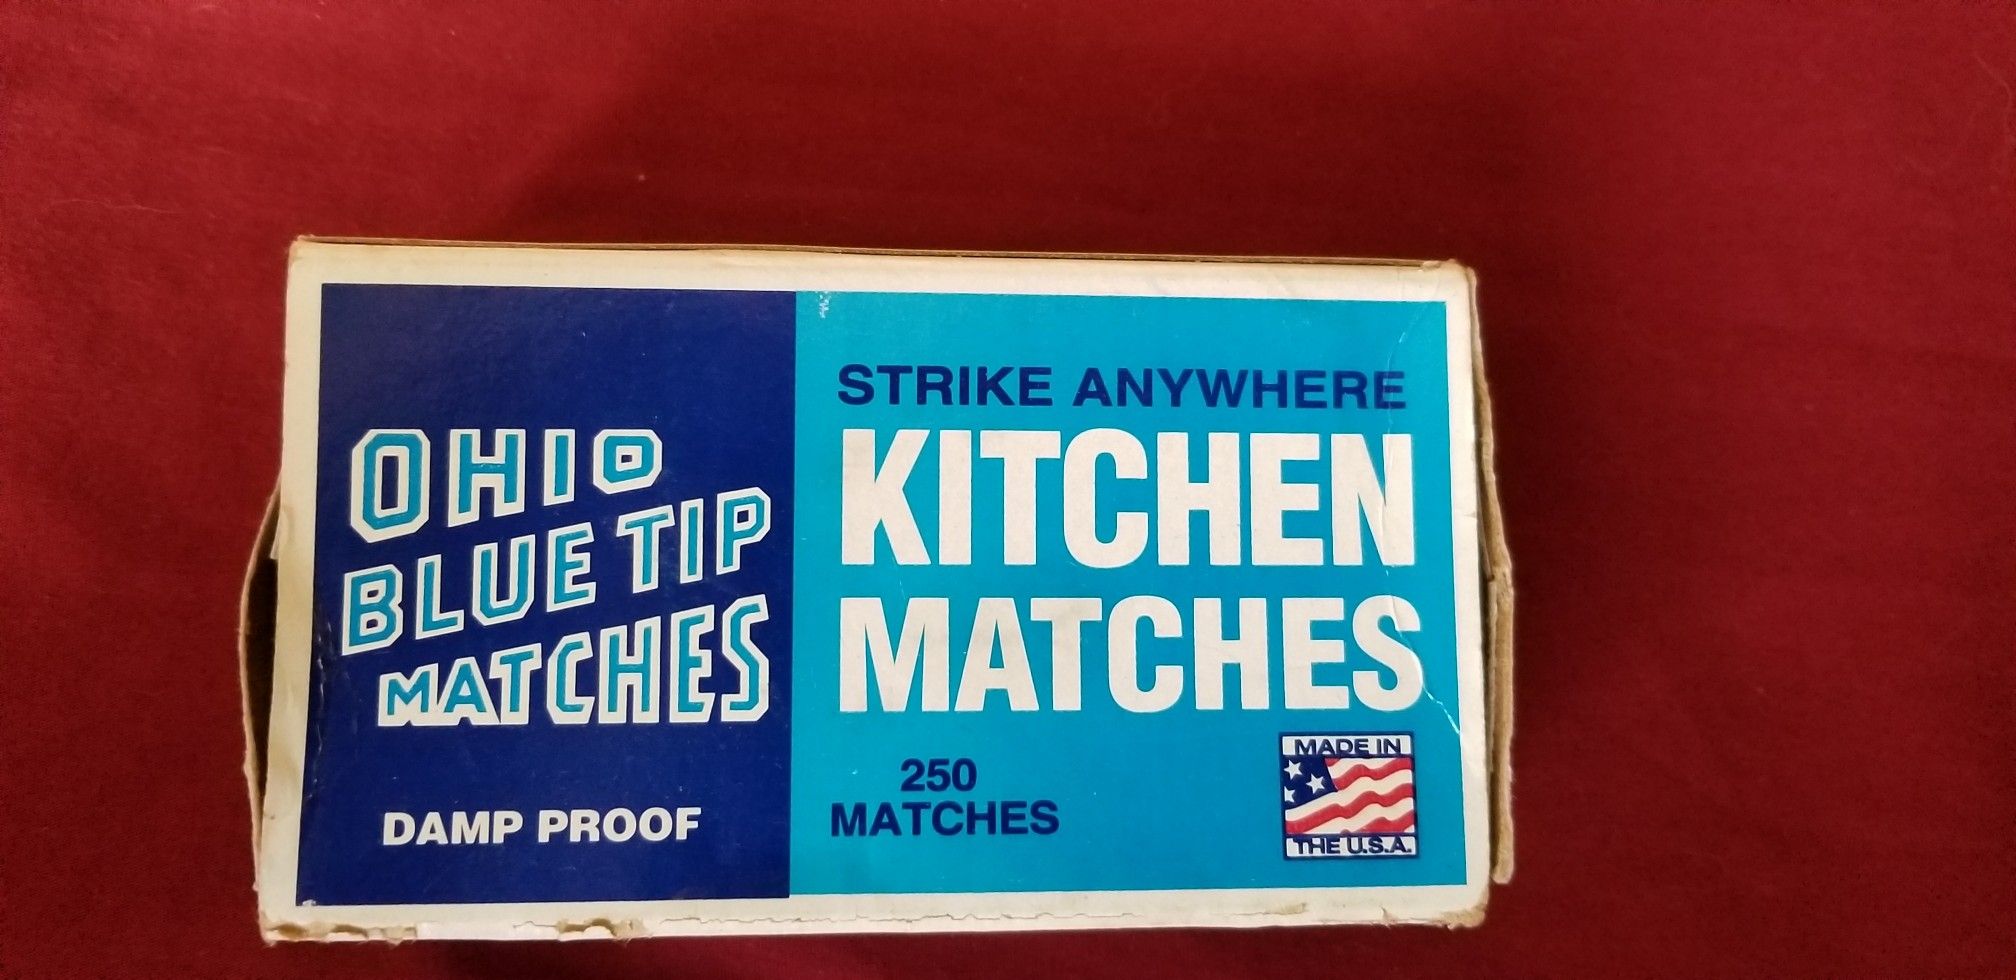 OHIO
BLUE TIP
MATCHES
DAMP PROOF
STRIKE ANYWHERE
KITCHEN
MATCHES
250
MATCHES
MADE IN
THE U.S.A.